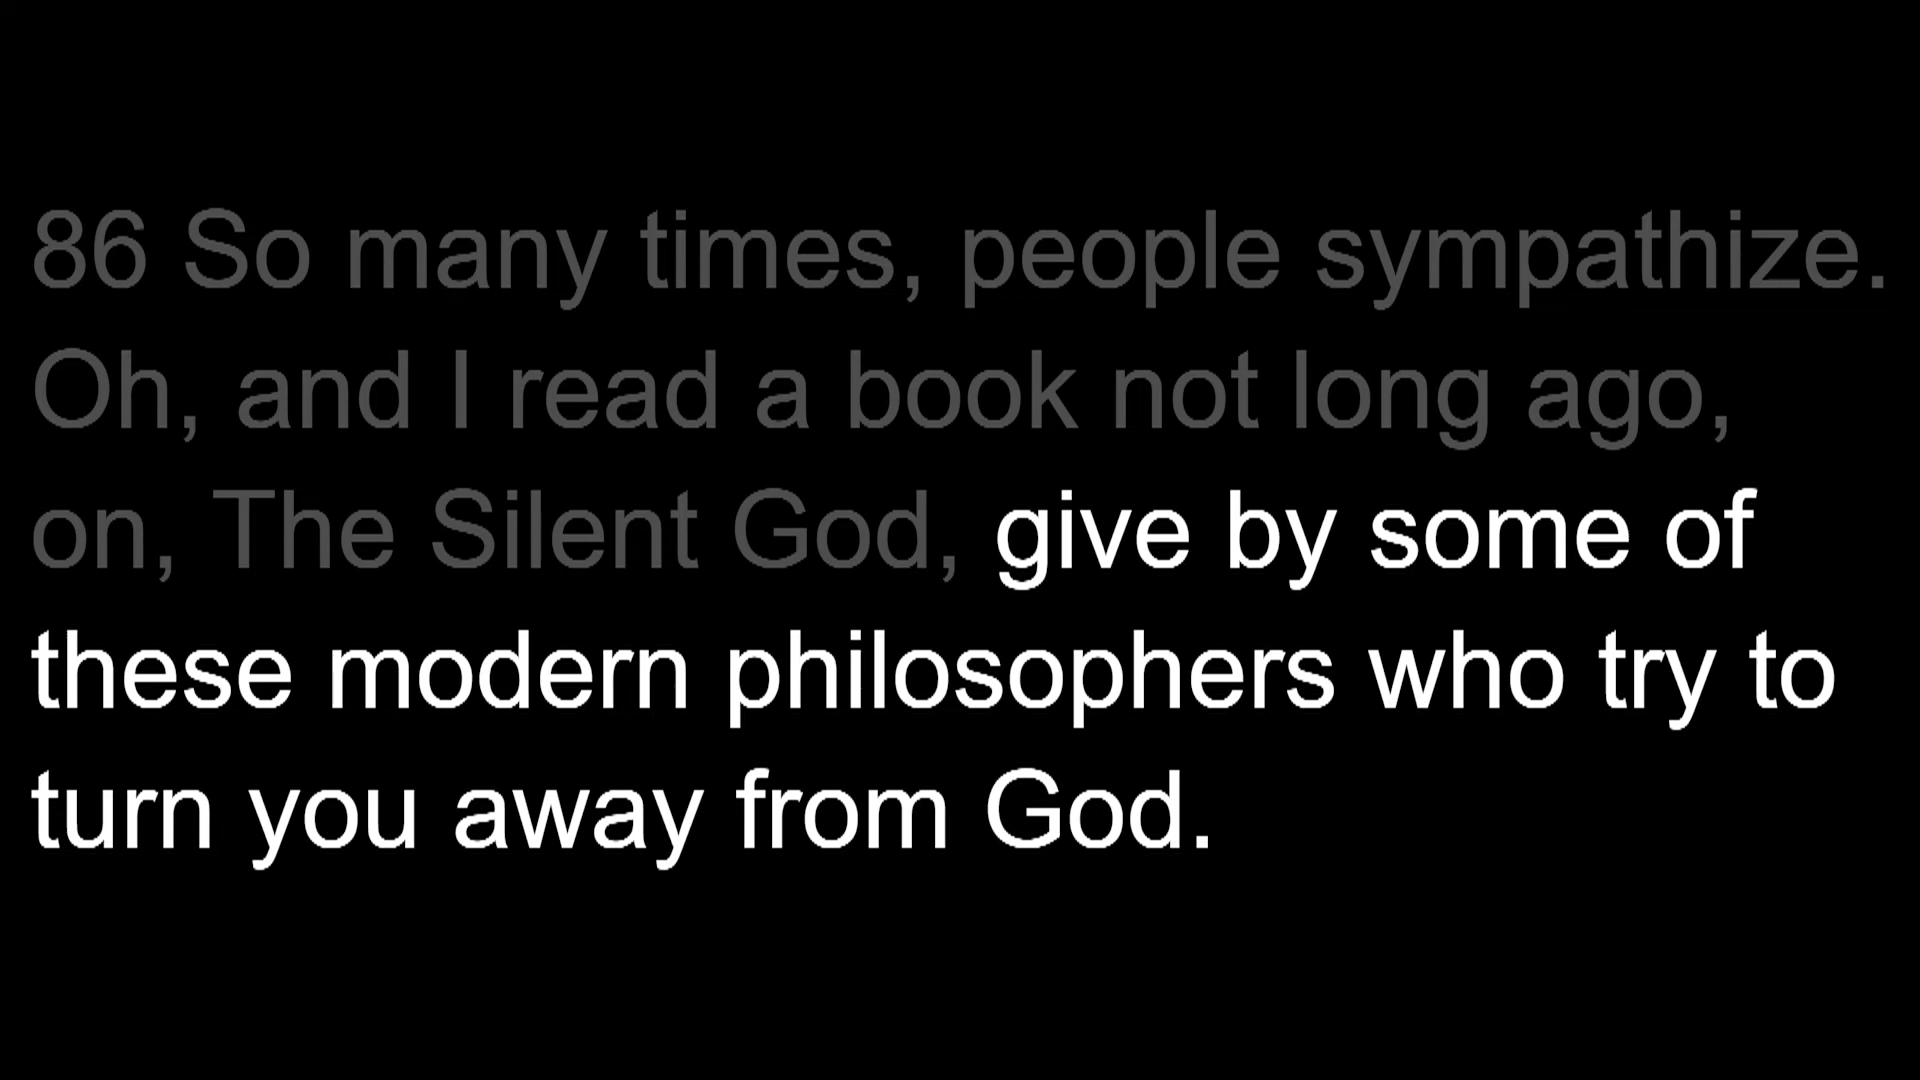 86 So many times, people sympathize.
Oh, and I read a book not long ago,
on, The Silent God, give by some of
these modern philosophers who try to
turn you away from God.